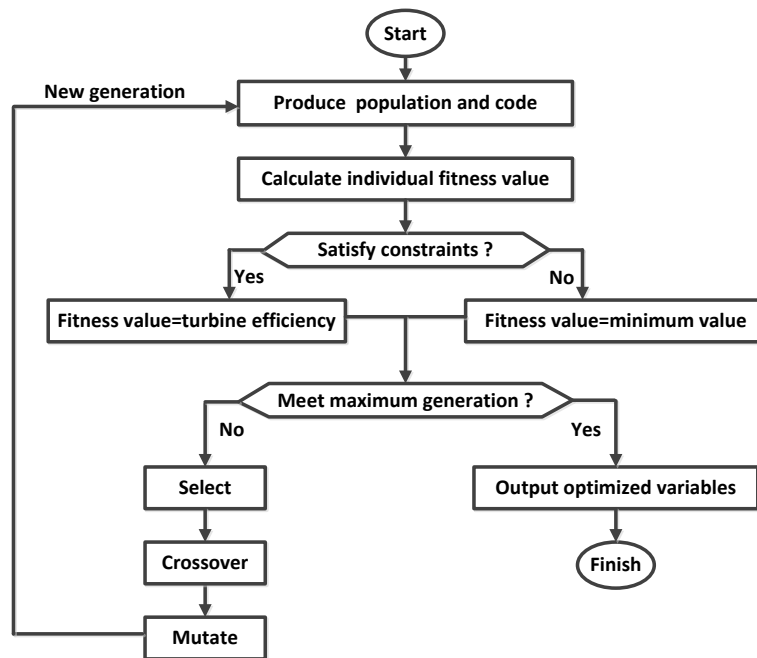 Start
New generation
Produce population and code
Calculate individual fitness value
Satisfy constraints ?
Yes
No
Fitness value=turbine efficiency
Fitness value=minimum value
Meet maximum generation ?
No
Yes
Select
Output optimized variables
Crossover
Finish
Mutate